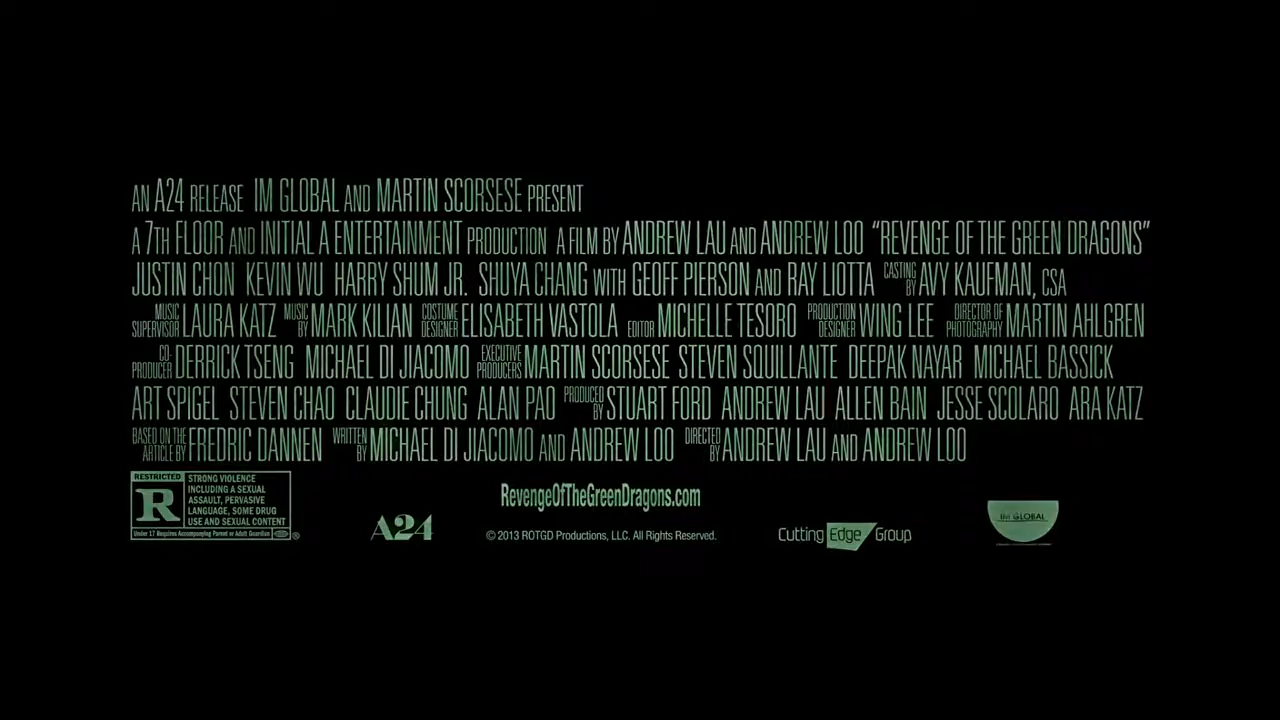 AN A24 RELEASE IM GLOBAL AND MARTIN SCORSESE PRESENT
A 7TH FLOOR AND INITIAL A ENTERTAINMENT PRODUCTION A FILM BY ANDREW LAU AND ANDREW LOO “REVENGE OF THE GREEN DRAGONS”
JUSTIN CHON KEVIN WU HARRY SHUM JR. SHUYA CHANG WITH GEOFF PIERSON AND RAY LIOTTA CASTING BY AVY KAUFMAN, CSA
MUSIC SUPERVISOR LAURA KATZ MUSIC BY MARK KILIAN COSTUME DESIGNER ELISABETH VASTOLA EDITOR MICHELLE TESORO PRODUCTION DESIGNER WING LEE DIRECTOR OF PHOTOGRAPHY MARTIN AHLGREN
CO-PRODUCER DERRICK TSENG MICHAEL DI JIACOMO EXECUTIVE PRODUCERS MARTIN SCORSESE STEVEN SQUILLANTE DEEPAK NAYAR MICHAEL BASSICK
ART SPIGEL STEVEN CHAO CLAUDIE CHUNG ALAN PAO PRODUCED BY STUART FORD ANDREW LAU ALLEN BAIN JESSE SCOLARO ARA KATZ
BASED ON THE ARTICLE BY FREDRIC DANNEN WRITTEN BY MICHAEL DI JIACOMO AND ANDREW LOO DIRECTED BY ANDREW LAU AND ANDREW LOO
RESTRICTED
R
STRONG VIOLENCE
INCLUDING A SEXUAL
ASSAULT, PERVASIVE
LANGUAGE, SOME DRUG
USE AND SEXUAL CONTENT
Under 17 Requires Accompanying Parent or Adult Guardian ®
RevengeOfTheGreenDragons.com
A24
© 2013 ROTGD Productions, LLC. All Rights Reserved.
Cutting Edge Group
IM GLOBAL